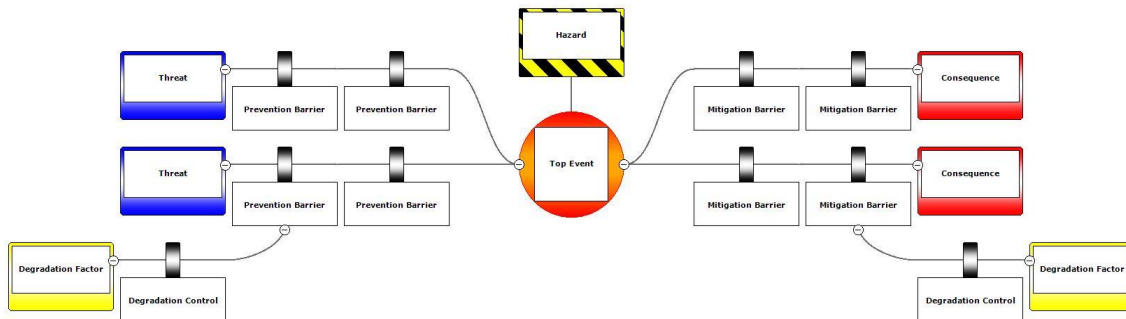 Hazard
Threat
Consequence
Prevention Barrier
Prevention Barrier
Mitigation Barrier
Mitigation Barrier
Top Event
Threat
Consequence
Prevention Barrier
Prevention Barrier
Mitigation Barrier
Mitigation Barrier
Degradation Factor
Degradation Factor
Degradation Control
Degradation Control